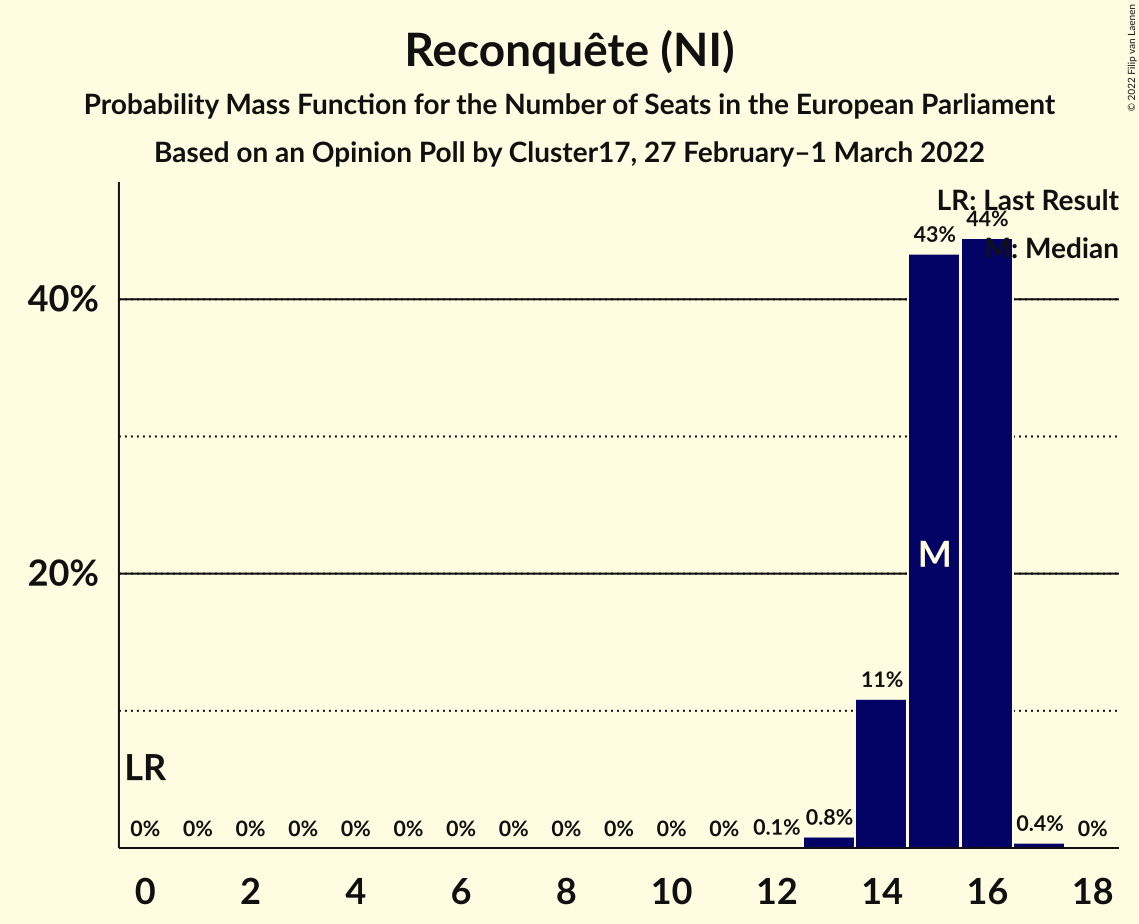 Reconquête (NI)
Probability Mass Function for the Number of Seats in the European Parliament
Based on an Opinion Poll by Cluster17, 27 February–1 March 2022
© 2022 Filip van Laenen
LR: Last Result
M: Median
44%
43%
40%
M
20%
11%
LR
0% 0% 0% 0% 0% 0% 0% 0% 0% 0% 0% 0% 0.1% 0.8% 0.4% 0%
0 2 4 6 8 10 12 14 16 18